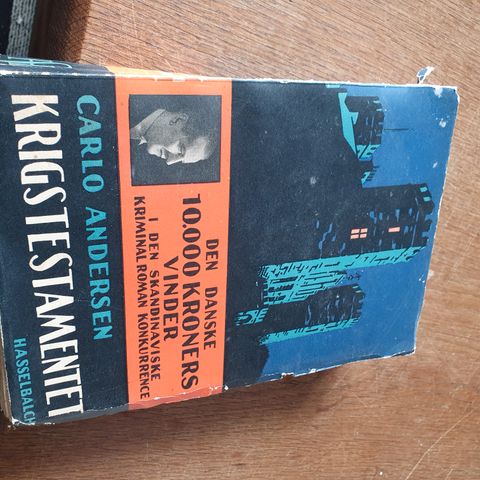 CARLO ANDERSEN
KRIGSTESTAMENTET
HASSELBALCH
DEN DANSKE
10.000 KRONERS
VINDER
I DEN SKANDINAVISKE
KRIMINALROMAN KONKURRENCE